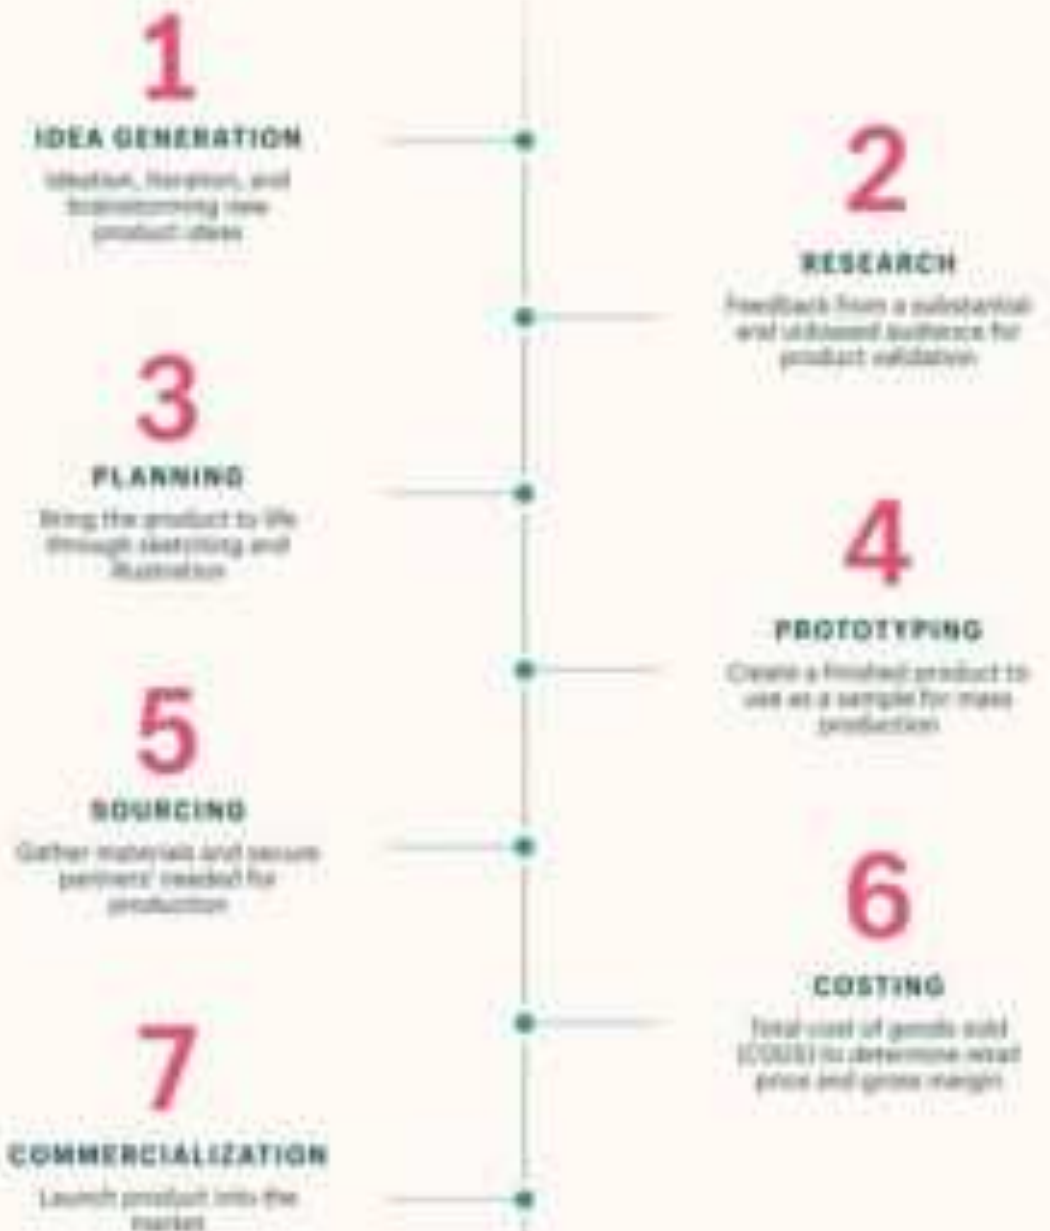 1
IDEA GENERATION
Ideation, iteration, and
brainstorming new
product ideas
2
RESEARCH
Feedback from a substantial
and unbiased audience for
product validation
3
PLANNING
Bring the product to life
through sketching and
illustration
4
PROTOTYPING
Create a finished product to
use as a sample for mass
production
5
SOURCING
Gather materials and secure
partners' needed for
production
6
COSTING
Total cost of goods sold
(COGS) to determine retail
price and gross margin
7
COMMERCIALIZATION
Launch product into the
market